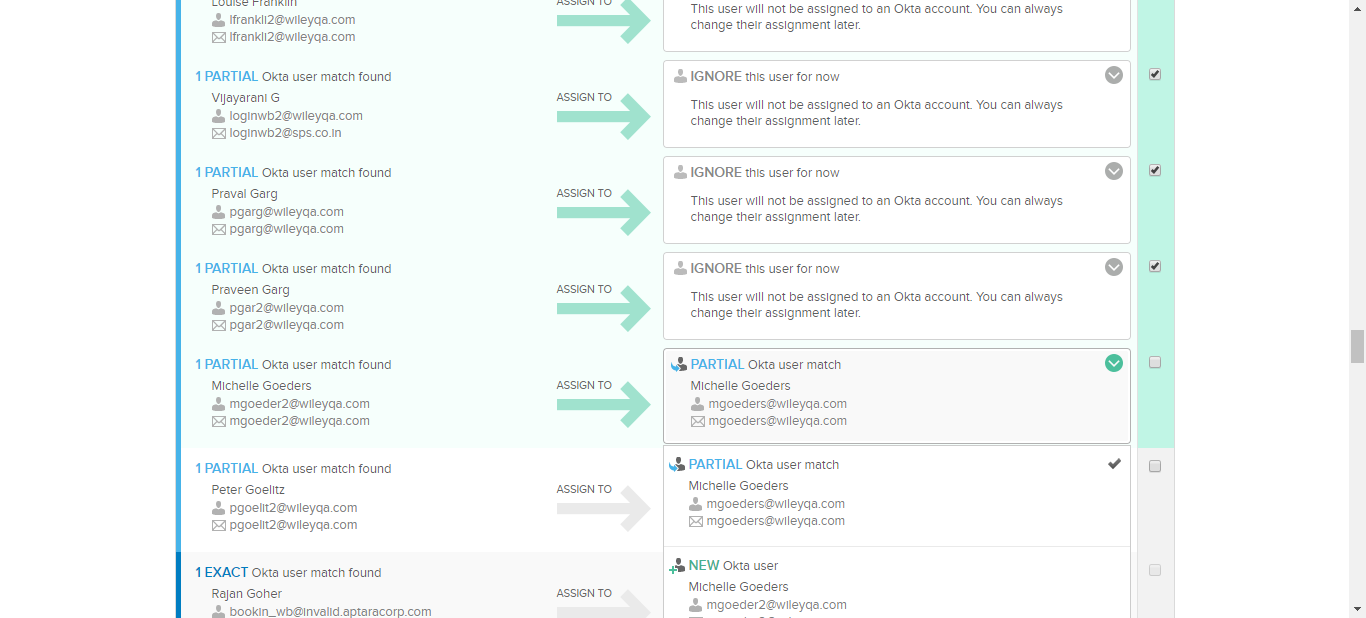 Louise Franklin
lfrankli2@wileyqa.com
lfrankli2@wileyqa.com
ASSIGN TO
This user will not be assigned to an Okta account. You can always
change their assignment later.
1 PARTIAL Okta user match found
Vijayarani G
loginwb2@wileyqa.com
loginwb2@sps.co.in
ASSIGN TO
IGNORE this user for now
This user will not be assigned to an Okta account. You can always
change their assignment later.
1 PARTIAL Okta user match found
Praval Garg
pgarg@wileyqa.com
pgarg@wileyqa.com
ASSIGN TO
IGNORE this user for now
This user will not be assigned to an Okta account. You can always
change their assignment later.
1 PARTIAL Okta user match found
Praveen Garg
pgar2@wileyqa.com
pgar2@wileyqa.com
ASSIGN TO
IGNORE this user for now
This user will not be assigned to an Okta account. You can always
change their assignment later.
1 PARTIAL Okta user match found
Michelle Goeders
mgoeder2@wileyqa.com
mgoeder2@wileyqa.com
ASSIGN TO
PARTIAL Okta user match
Michelle Goeders
mgoeders@wileyqa.com
mgoeders@wileyqa.com
1 PARTIAL Okta user match found
Peter Goelitz
pgoelit2@wileyqa.com
pgoelit2@wileyqa.com
ASSIGN TO
PARTIAL Okta user match
Michelle Goeders
mgoeders@wileyqa.com
mgoeders@wileyqa.com
1 EXACT Okta user match found
Rajan Goher
bookin_wb@invalid.aptaracorp.com
ASSIGN TO
NEW Okta user
Michelle Goeders
mgoeder2@wileyqa.com